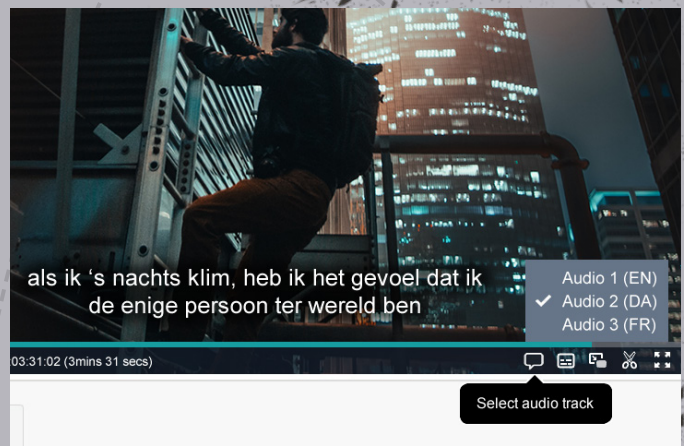 als ik ‘s nachts klim, heb ik het gevoel dat ik
de enige persoon ter wereld ben
Audio 1 (EN)
Audio 2 (DA)
Audio 3 (FR)
:03:31:02 (3mins 31 secs)
Select audio track